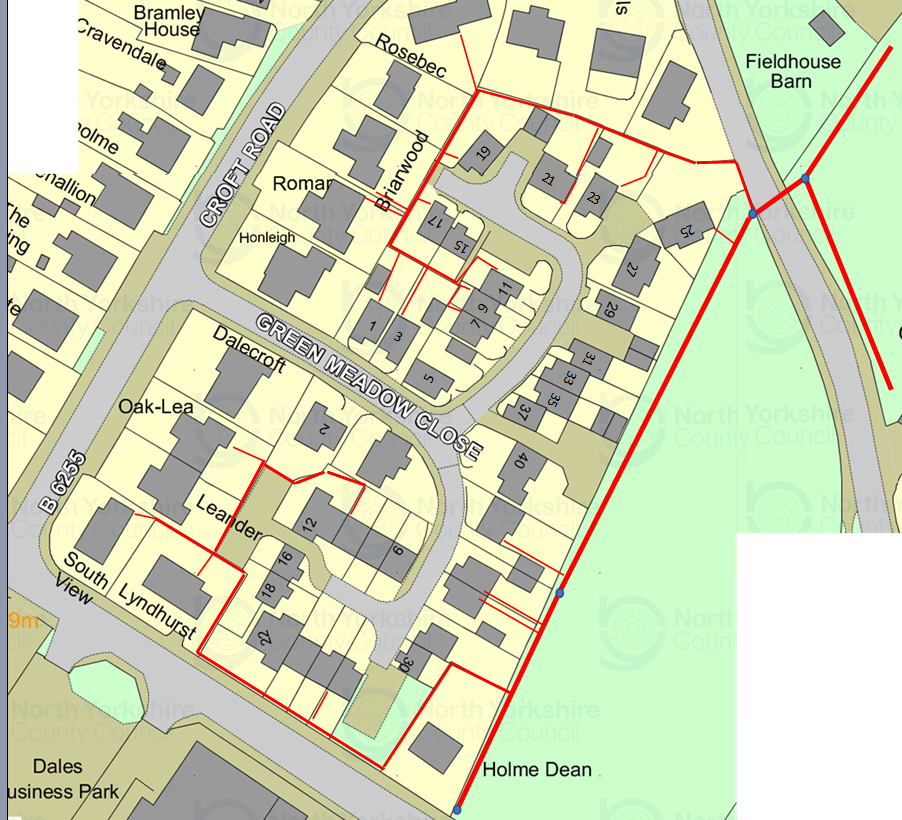 Bramley
House
ls
Cravendale
Rosebec
Fieldhouse
Barn
North Yorkshire
County Council
olme
CROFT ROAD
Briarwood
19
21
23
Romar
The
ing
Honleigh
17
15
25
27
11
9
7
29
1
3
5
GREEN MEADOW CLOSE
Dalecroft
31
33
35
37
Oak-Lea
2
40
B 6255
Leander
12
6
16
18
South
View
Lyndhurst
9m
22
30
Holme Dean
Dales
usiness Park